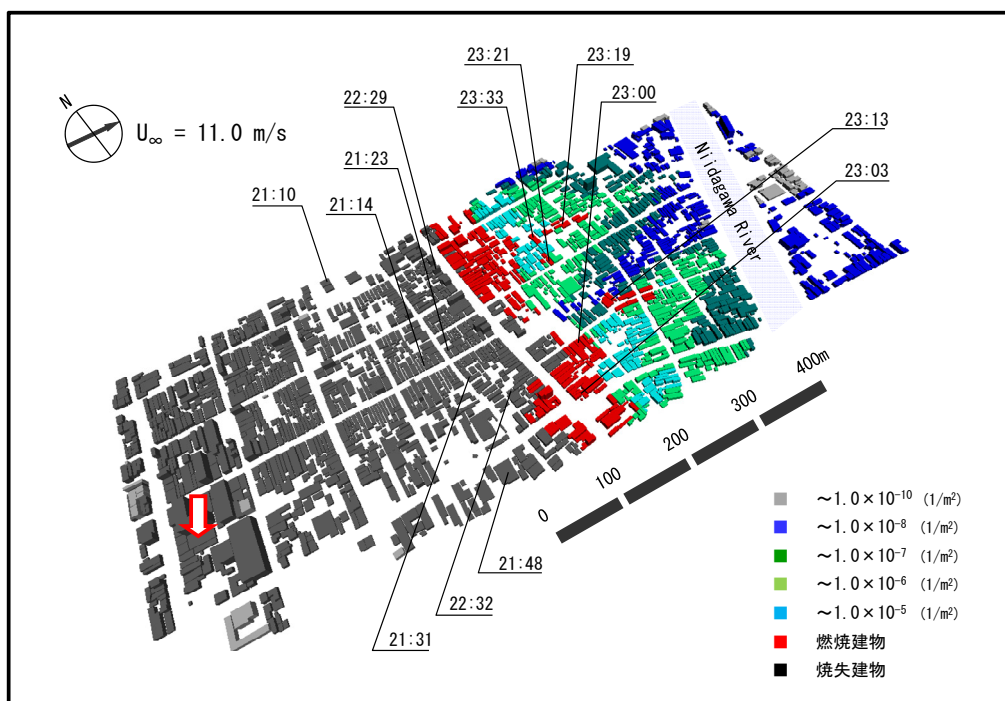 23:21
23:19
23:33
23:00
22:29
23:13
N
U∞ = 11.0 m/s
21:23
23:03
21:10
21:14
Niidagawa River
400m
300
200
100
0
~1.0×10⁻¹⁰ (1/m²)
~1.0×10⁻⁸ (1/m²)
~1.0×10⁻⁷ (1/m²)
21:48
~1.0×10⁻⁶ (1/m²)
22:32
~1.0×10⁻⁵ (1/m²)
21:31
燃焼建物
焼失建物